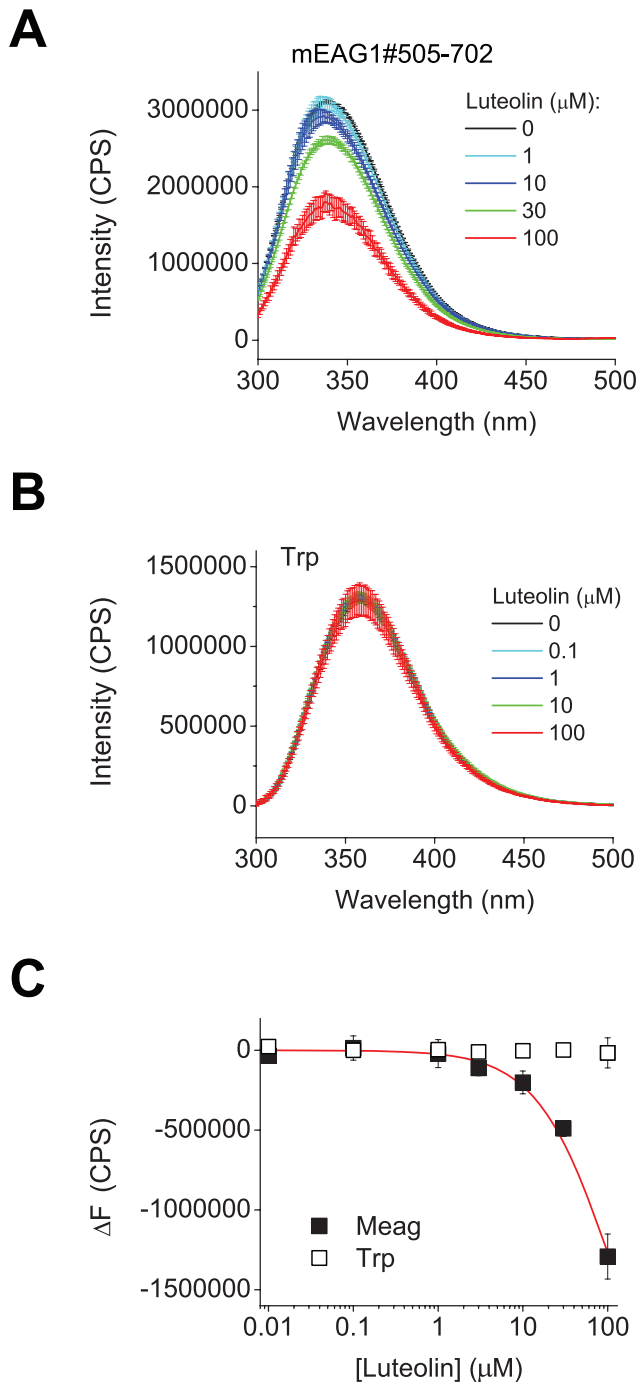 A
mEAG1#505-702
Luteolin (μM):
0
1
10
30
100
3000000
2000000
1000000
0
Intensity (CPS)
300 350 400 450 500
Wavelength (nm)
B
Trp
Luteolin (μM)
0
0.1
1
10
100
1500000
1000000
500000
0
Intensity (CPS)
300 350 400 450 500
Wavelength (nm)
C
0
-500000
-1000000
-1500000
ΔF (CPS)
Meag
Trp
0.01 0.1 1 10 100
[Luteolin] (μM)